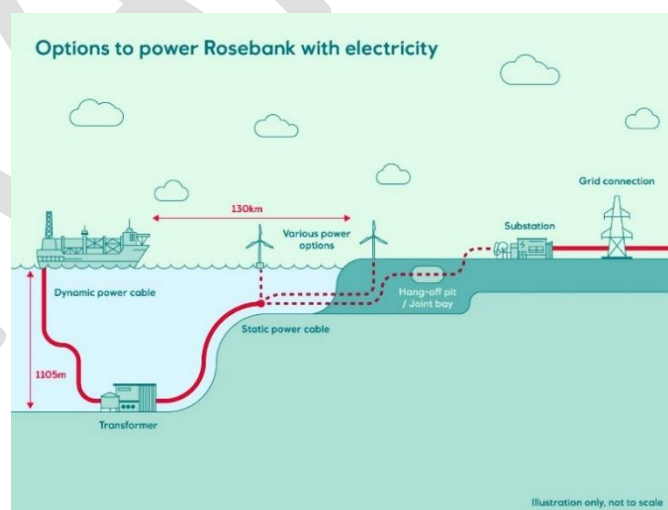 Options to power Rosebank with electricity
130km
Various power
options
Grid connection
Substation
Dynamic power cable
Hang-off pit
/ Joint bay
Static power cable
1105m
Transformer
Illustration only, not to scale